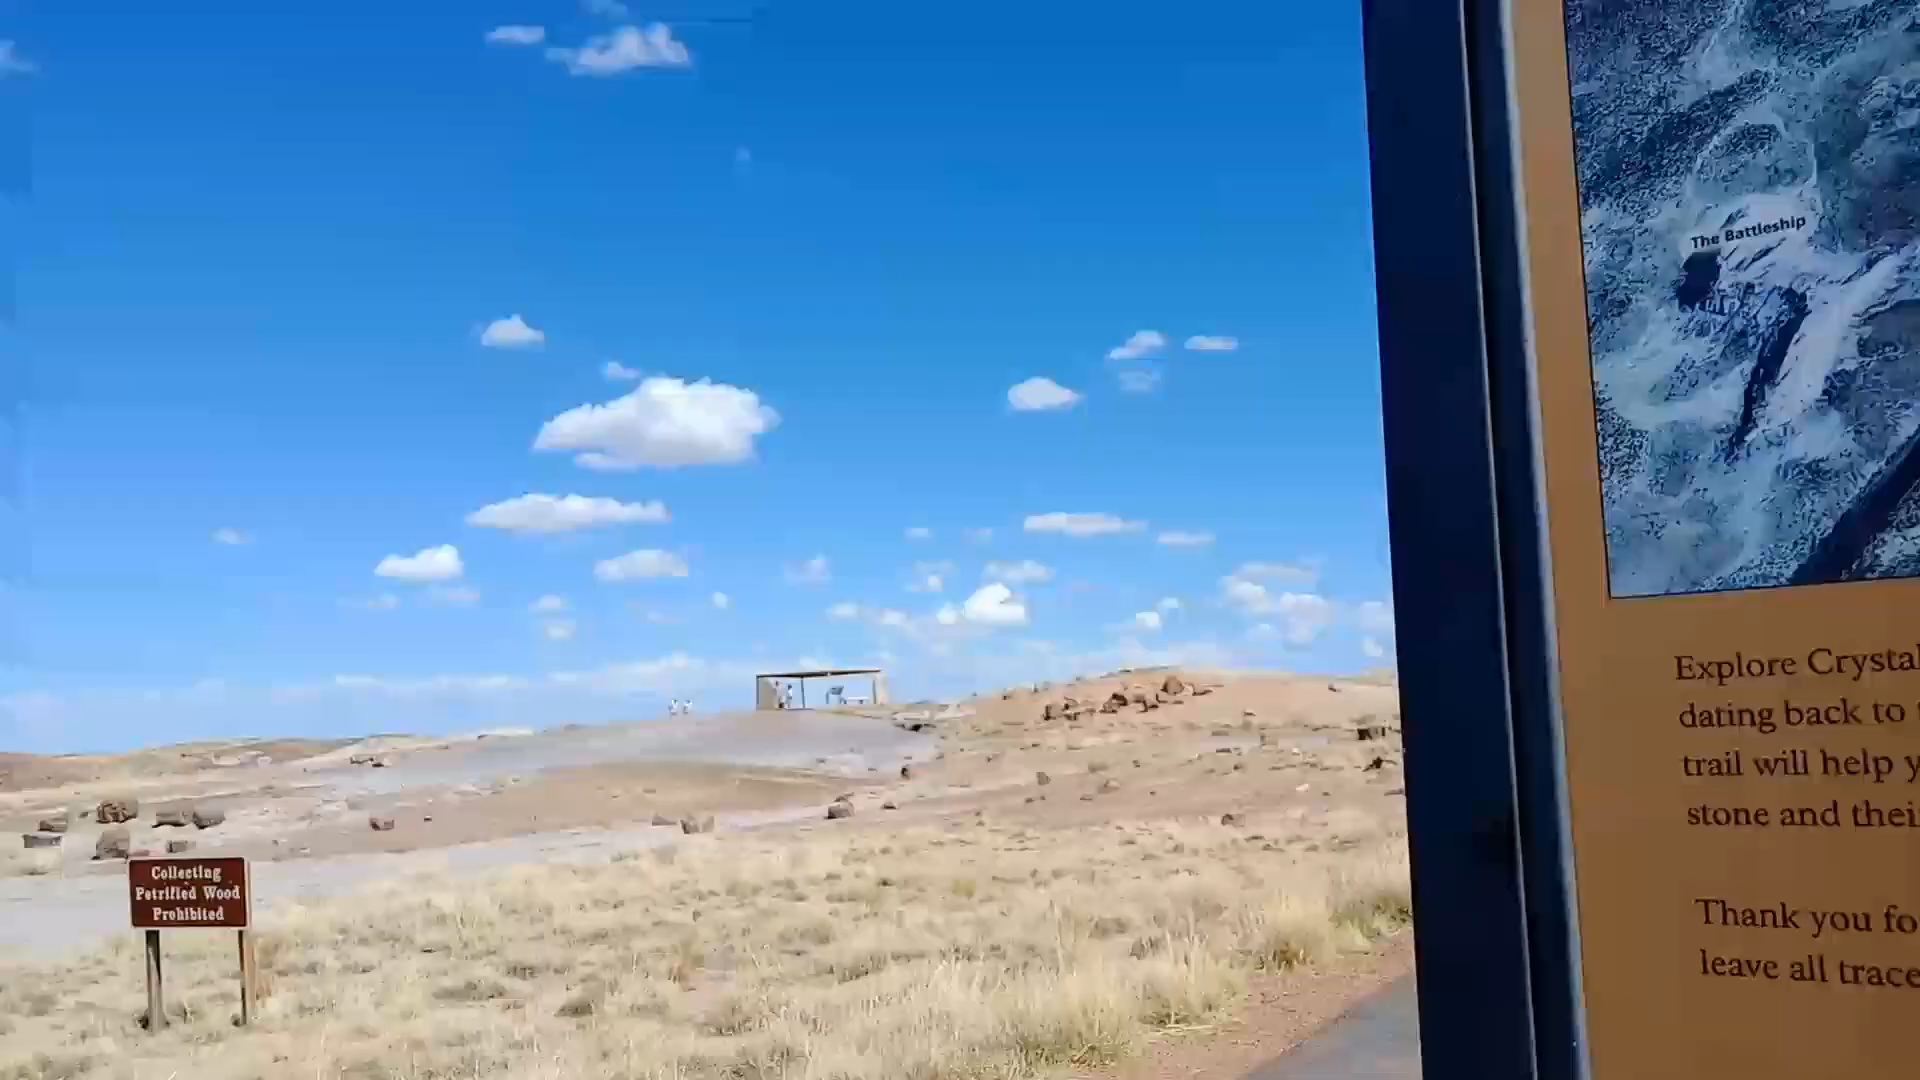 Collecting
Petrified Wood
Prohibited
The Battleship
Explore Crystal
dating back to
trail will help y
stone and thei
Thank you fo
leave all trace